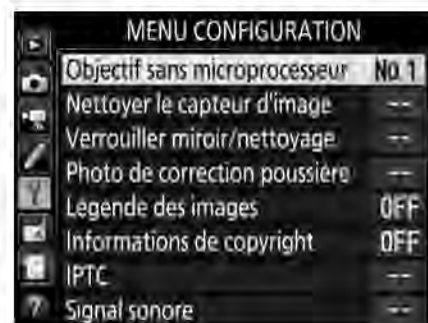 MENU CONFIGURATION
Objectif sans microprocesseur No 1
Nettoyer le capteur d'image --
Verrouiller miroir/nettoyage --
Photo de correction poussière --
Légende des images OFF
Informations de copyright OFF
IPTC --
Signal sonore --
?